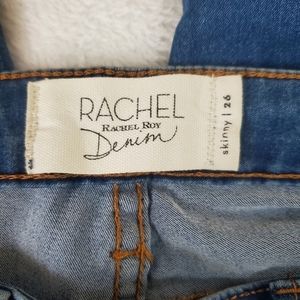 RACHEL
RACHEL ROY
Denim
skinny | 26